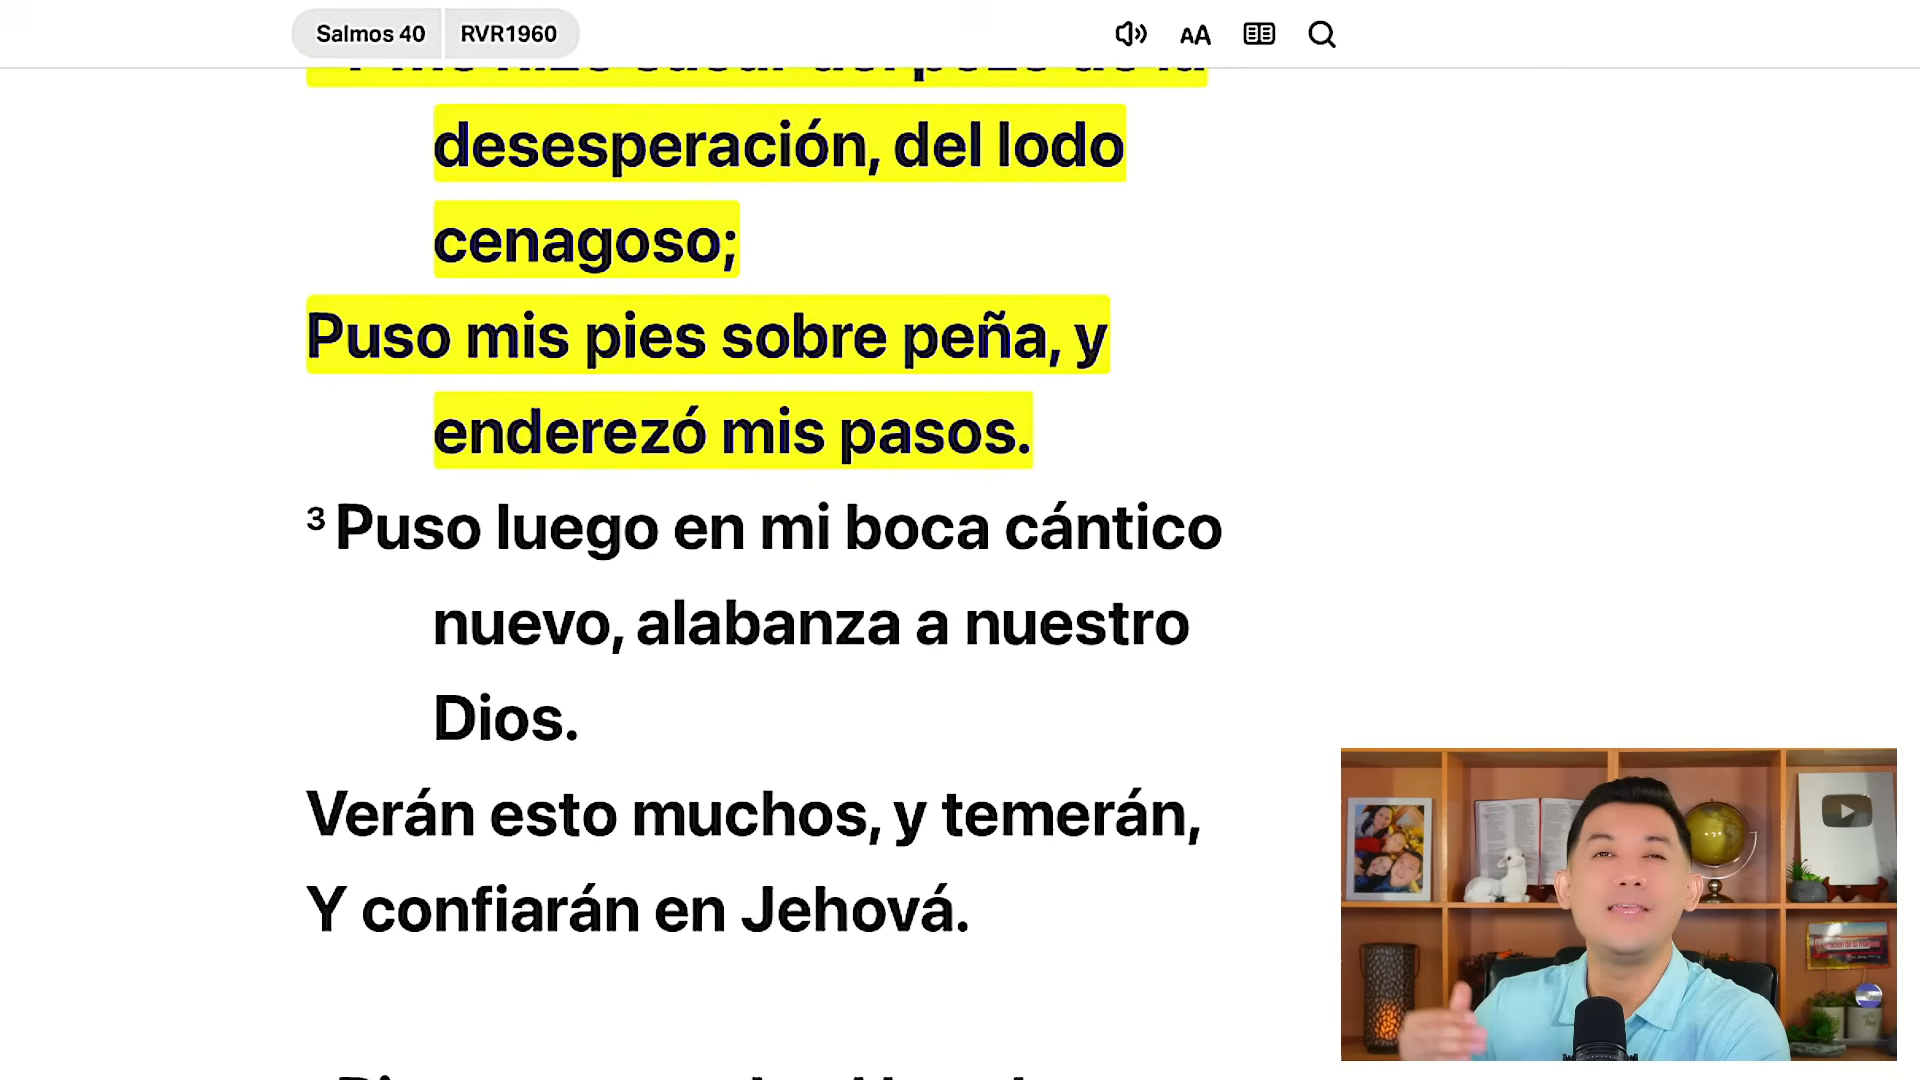 Salmos 40 RVR1960
AA
desesperación, del lodo
cenagoso;
Puso mis pies sobre peña, y
enderezó mis pasos.
3 Puso luego en mi boca cántico
nuevo, alabanza a nuestro
Dios.
Verán esto muchos, y temerán,
Y confiarán en Jehová.